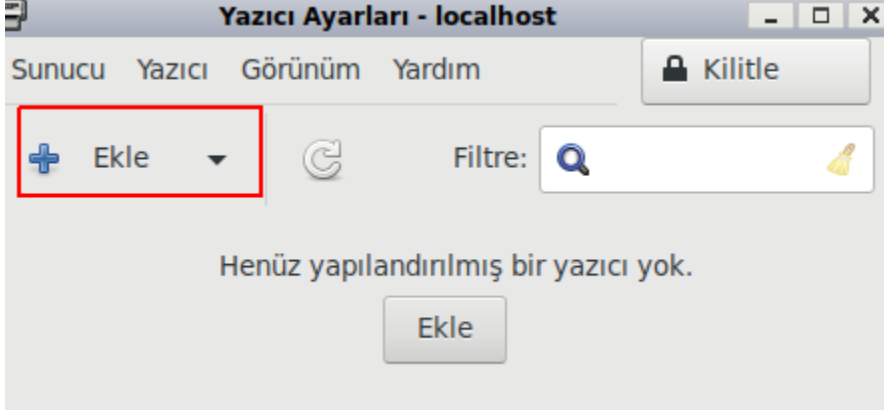 Yazıcı Ayarları - localhost
Sunucu Yazıcı Görünüm Yardım Kilitle
Ekle Filtre:
Henüz yapılandırılmış bir yazıcı yok.
Ekle